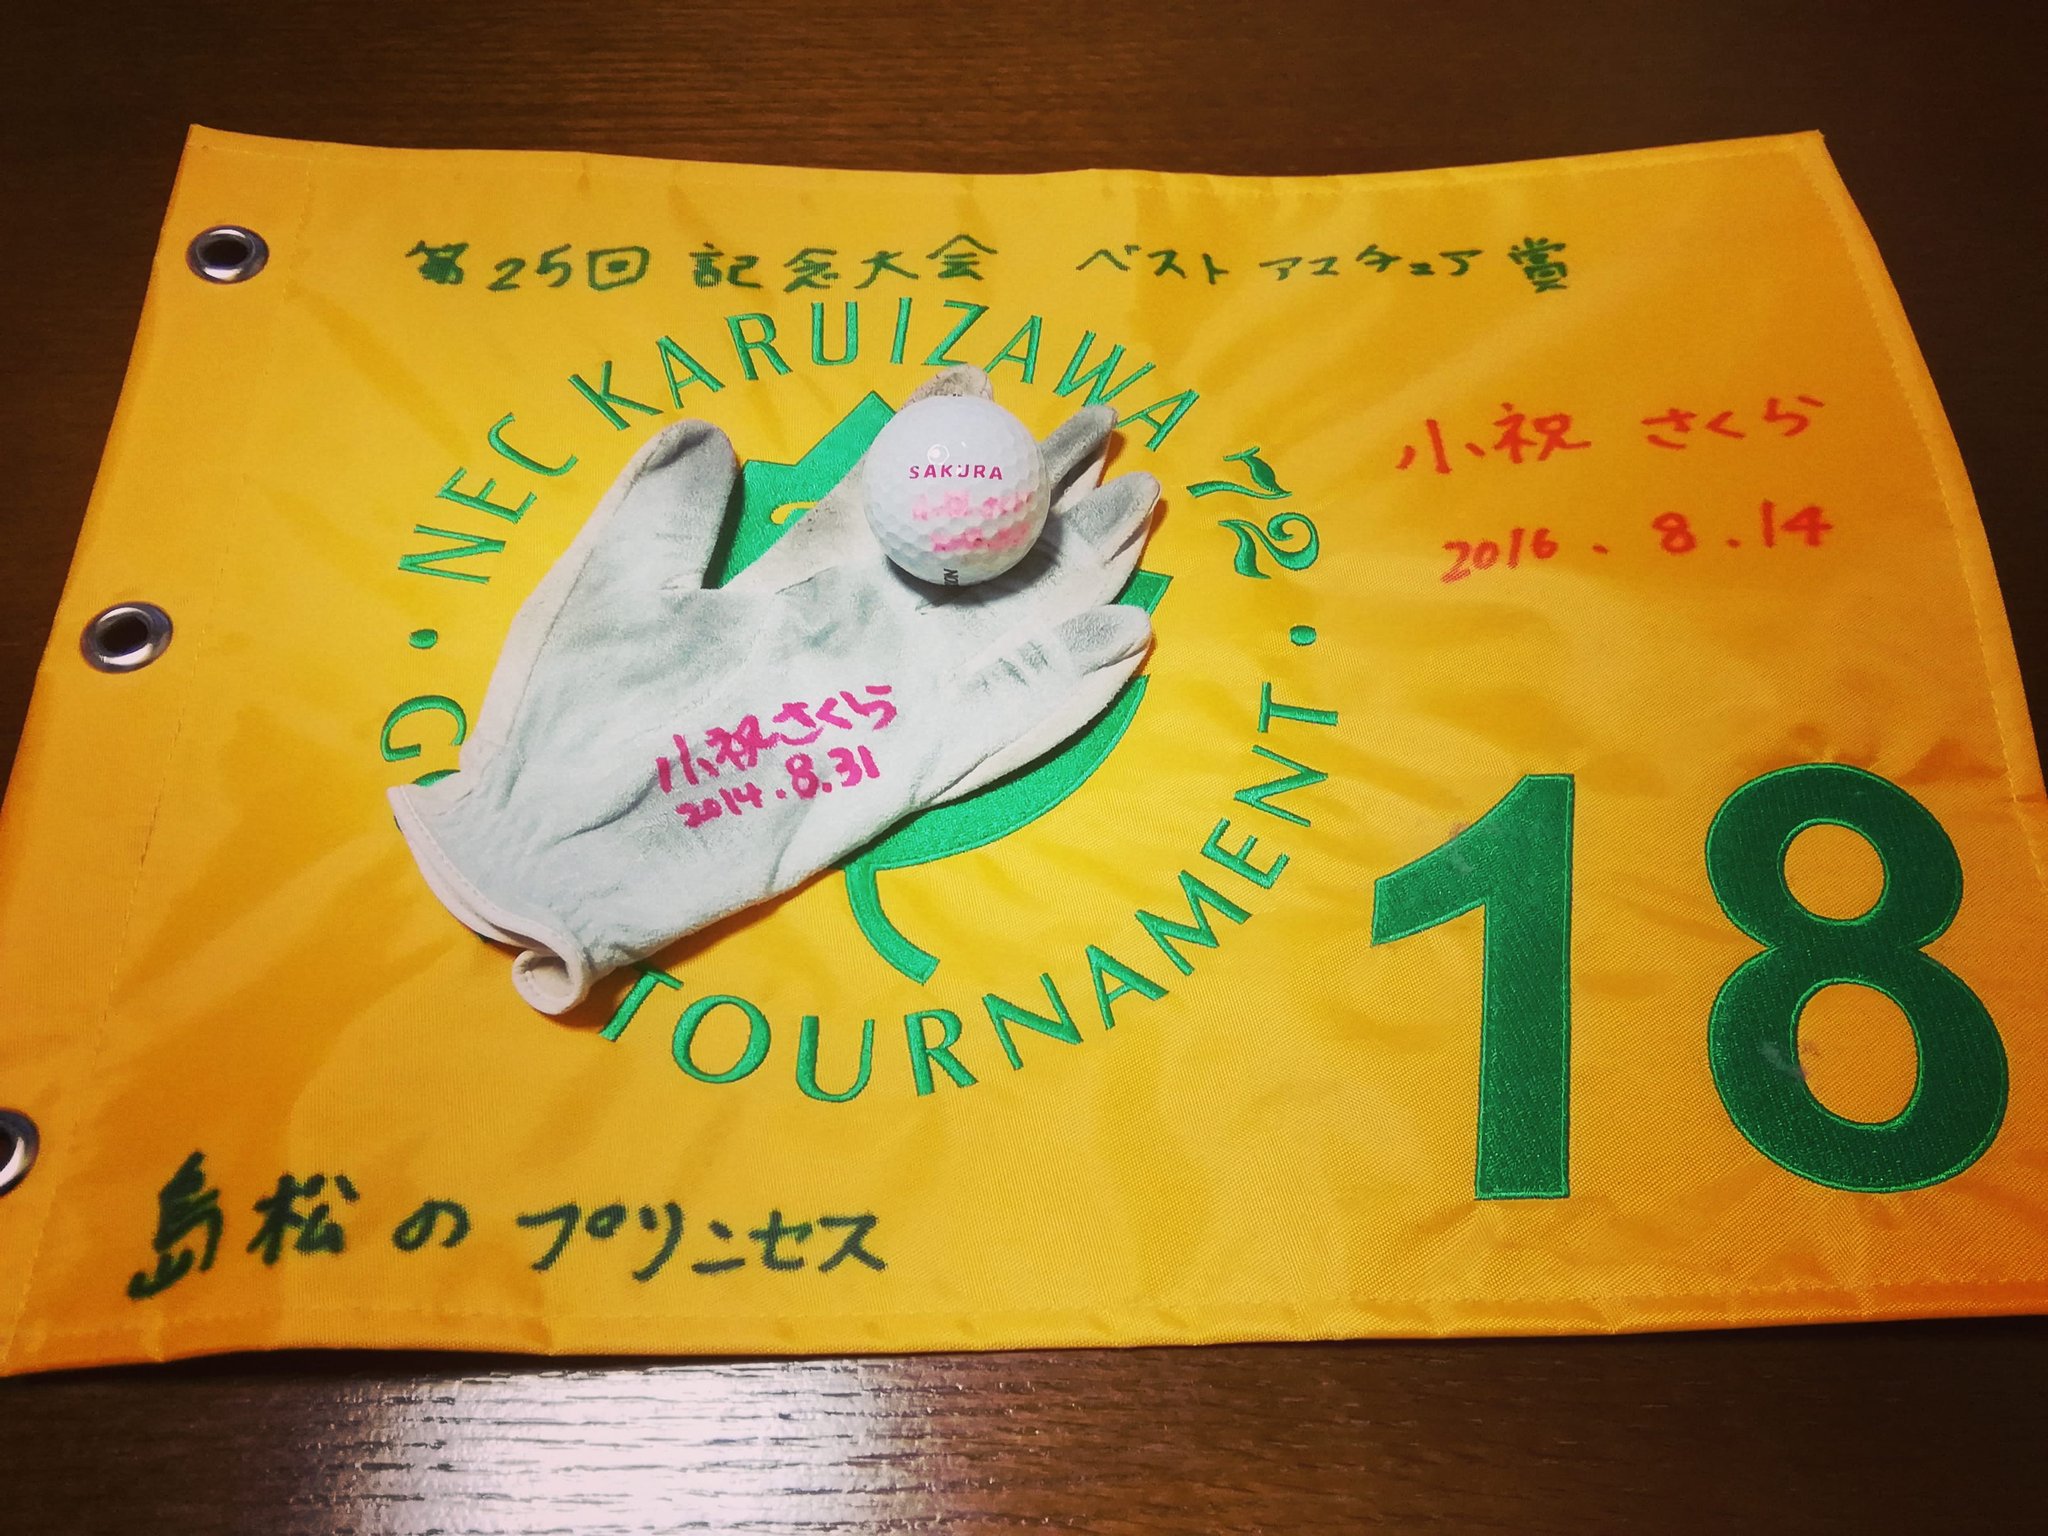 第25回 記念大会 ベストアマチュア賞
NEC KARUIZAWA 72
G
TOURNAMENT
小祝 さくら
2016.8.14
SAKURA
小祝さくら
2014.8.31
18
島松のプリンセス